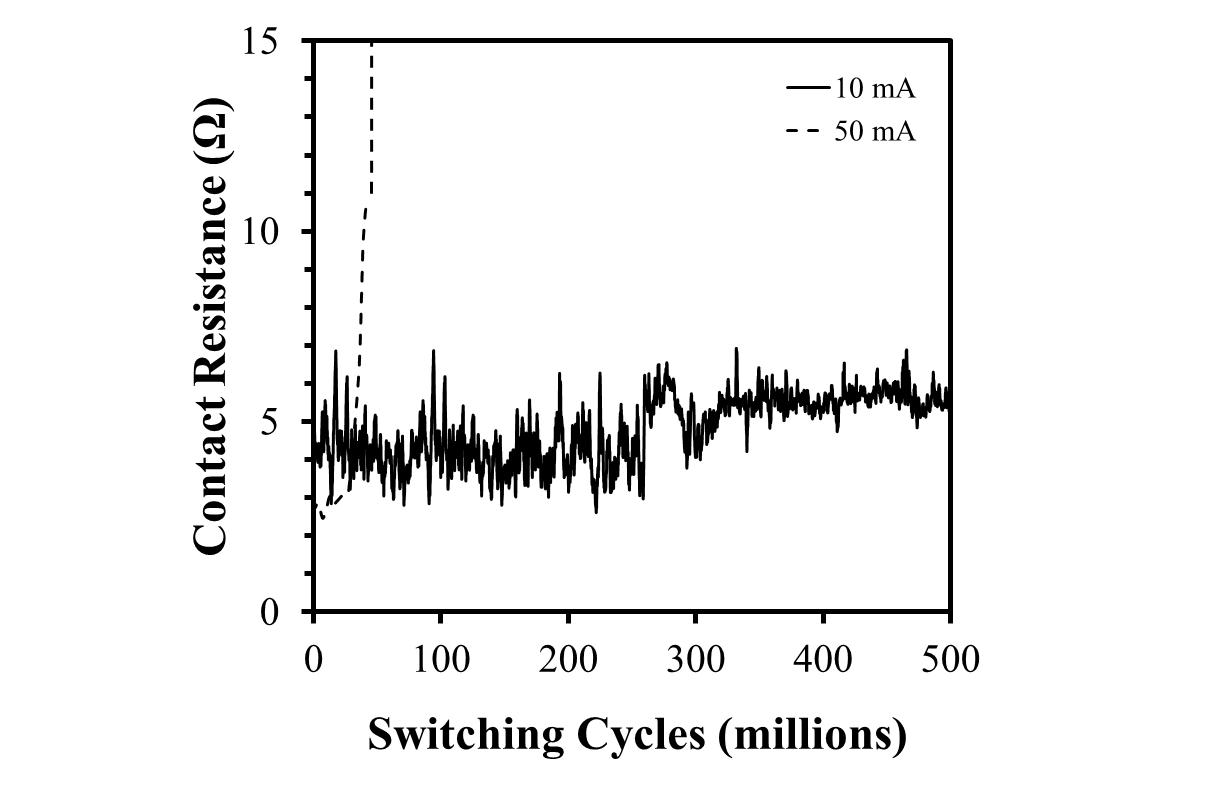 15
10
5
0
Contact Resistance (Ω)
10 mA
50 mA
0 100 200 300 400 500
Switching Cycles (millions)